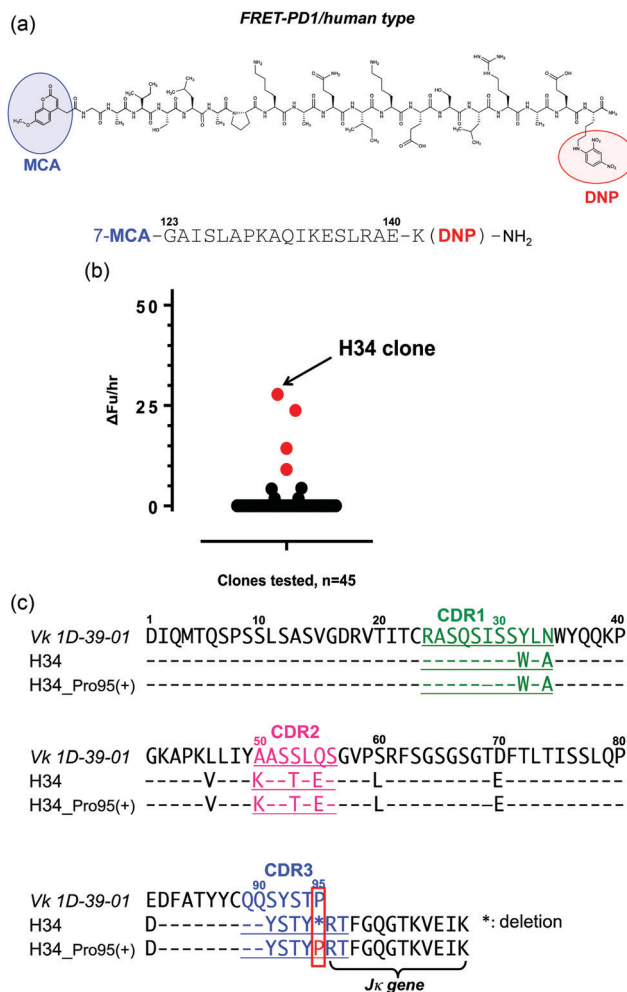 (a)
FRET-PD1/human type
MCA
DNP
123 140
7-MCA-GAISLAPKAQIKESLRAE-K(DNP)-NH2
(b)
50
25
0
ΔFu/hr
H34 clone
Clones tested, n=45
(c)
CDR1
1 10 20 30 40
Vk 1D-39-01 DIQMTQSPSSLSASVGDRVTITCRASQSISSYLNWYQQKP
H34 -------------------------------W-A------
H34_Pro95(+) -------------------------------W-A------
CDR2
50 60 70 80
Vk 1D-39-01 GKAPKLLIYAASSLQSGVPSRFSGSGSGTDFTLTISSLQP
H34 -----V---K--T-E----L---------E----------
H34_Pro95(+) -----V---K--T-E----L---------E----------
CDR3
90 95
Vk 1D-39-01 EDFATYYCQQSYSTP
H34 D---------YSTY*RTFGQGTKVEIK *: deletion
H34_Pro95(+) D---------YSTYPRTFGQGTKVEIK
Jκ gene